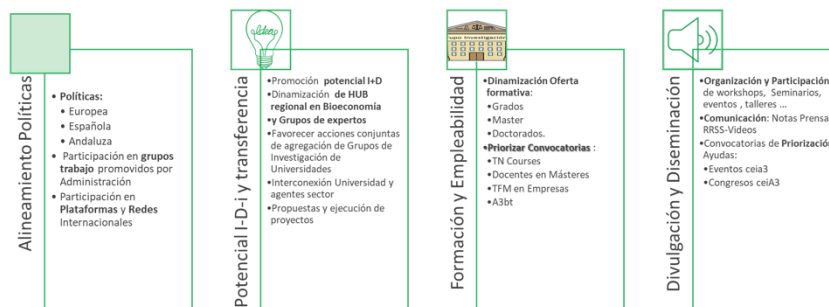 Alineamiento Políticas
• Políticas:
• Europea
• Española
• Andaluza
• Participación en grupos
trabajo promovidos por
Administración
• Participación en
Plataformas y Redes
Internacionales
Potencial I-D-i y transferencia
Idea
•Promoción potencial I+D
•Dinamización de HUB
regional en Bioeconomía
•y Grupos de expertos
•Favorecer acciones conjuntas
de agregación de Grupos de
Investigación de
Universidades
•Interconexión Universidad y
agentes sector
•Propuestas y ejecución de
proyectos
Formación y Empleabilidad
upo Investigación
•Dinamización Oferta
formativa:
•Grados
•Master
•Doctorados.
•Priorizar Convocatorias :
•TN Courses
•Docentes en Másteres
•TFM en Empresas
•A3bt
Divulgación y Diseminación
•Organización y Participación
de workshops, Seminarios,
eventos , talleres ...
•Comunicación: Notas Prensa
RRSS-Videos
•Convocatorias de Priorización
Ayudas:
•Eventos ceia3
•Congresos ceiA3